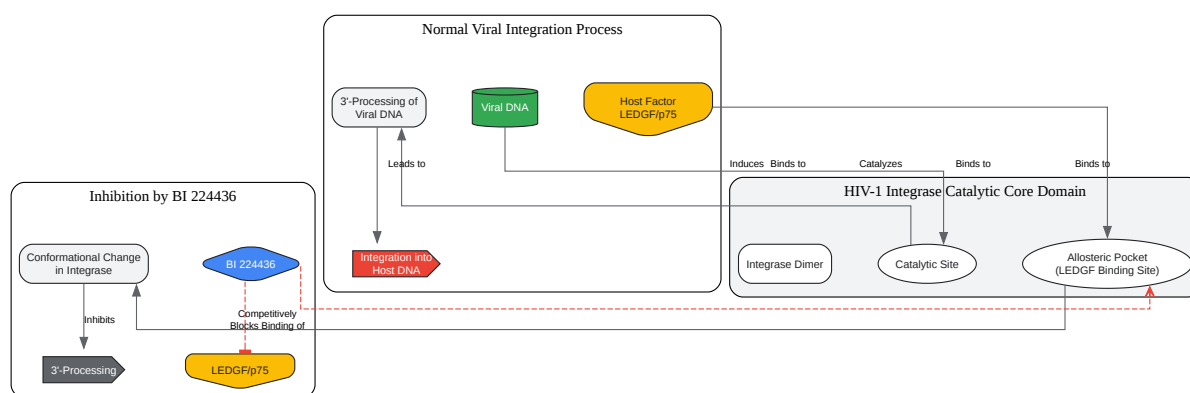 Normal Viral Integration Process
3'-Processing of
Viral DNA
Viral DNA
Host Factor
LEDGF/p75
Leads to
Induces
Binds to
Catalyzes
Binds to
Binds to
Integration into
Host DNA
HIV-1 Integrase Catalytic Core Domain
Integrase Dimer
Catalytic Site
Allosteric Pocket
(LEDGF Binding Site)
Inhibition by BI 224436
Conformational Change
in Integrase
BI 224436
Inhibits
Competitively
Blocks Binding of
3'-Processing
LEDGF/p75